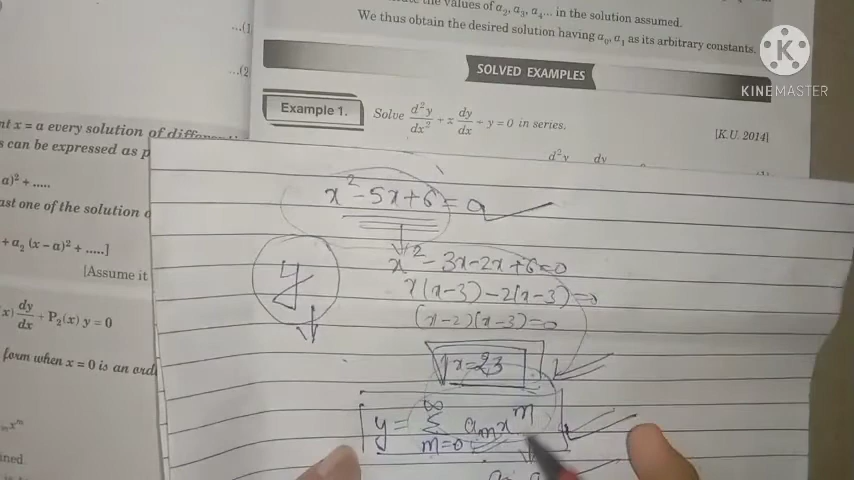 the values of a₂, a₃, a₄... in the solution assumed.
We thus obtain the desired solution having a₀, a₁ as its arbitrary constants.
...(1
...(2
SOLVED EXAMPLES
KINEMASTER
Example 1.
Solve d²y/dx² + x dy/dx + y = 0 in series.
[K.U. 2014]
d²y dy
nt x = a every solution of
s can be expressed as p
a)² + .....
ast one of the solution o
+ a₂ (x – a)² + .....]
[Assume it
x) dy/dx + P₂(x) y = 0
form when x = 0 is an ord
x² - 5x + 6 = 0
x² - 3x - 2x + 6 = 0
x(x-3) - 2(x-3) = 0
(x-2)(x-3) = 0
x = 2,3
y
y = ∞ Σ m=0 aₘxᵐ
ined.